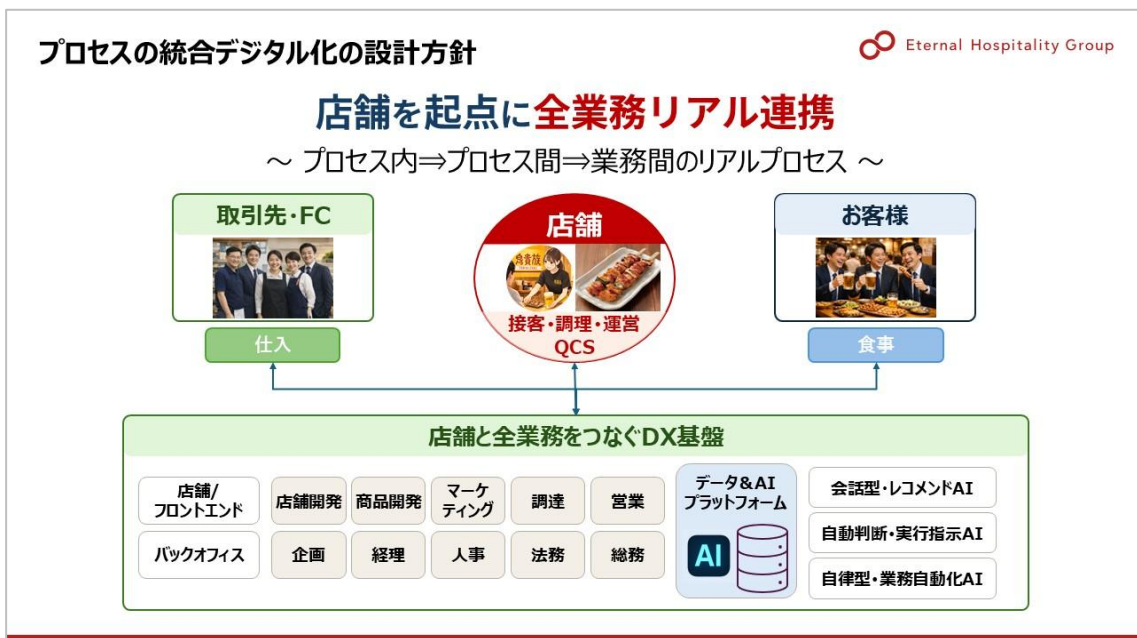 プロセスの統合デジタル化の設計方針
Eternal Hospitality Group
店舗を起点に全業務リアル連携
～ プロセス内⇒プロセス間⇒業務間のリアルプロセス ～
取引先・FC
仕入
店舗
鳥貴族
接客・調理・運営
QCS
お客様
食事
店舗と全業務をつなぐDX基盤
店舗/
フロントエンド
店舗開発
商品開発
マーケ
ティング
調達
営業
バックオフィス
企画
経理
人事
法務
総務
データ&AI
プラットフォーム
AI
会話型・レコメンドAI
自動判断・実行指示AI
自律型・業務自動化AI